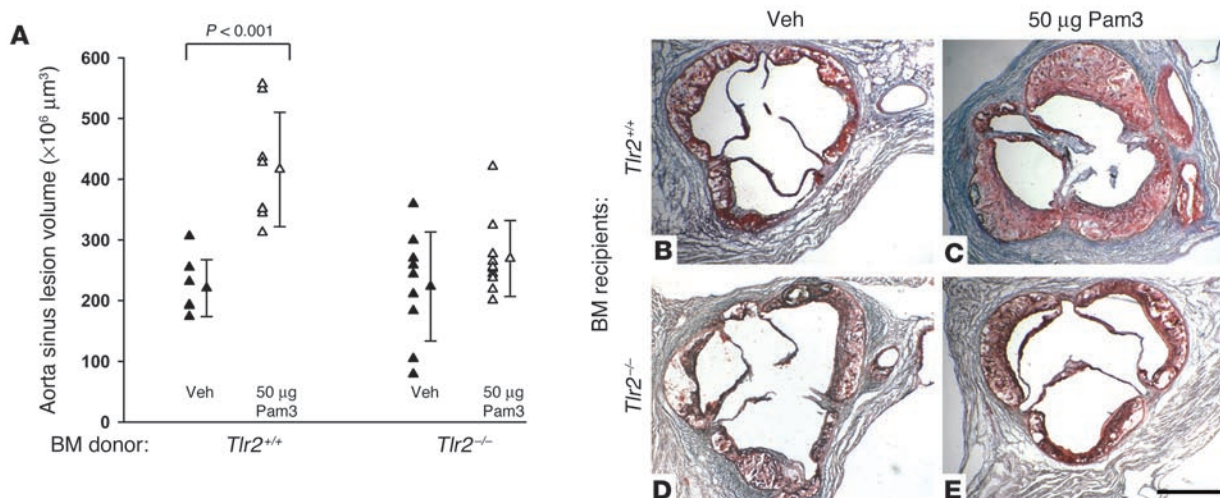 A
P < 0.001
Aorta sinus lesion volume (×10⁶ μm³)
600
500
400
300
200
100
0
Veh
50 μg
Pam3
Veh
50 μg
Pam3
BM donor:
Tlr2+/+
Tlr2–/–
Veh
50 μg Pam3
BM recipients:
Tlr2+/+
Tlr2–/–
B
C
D
E